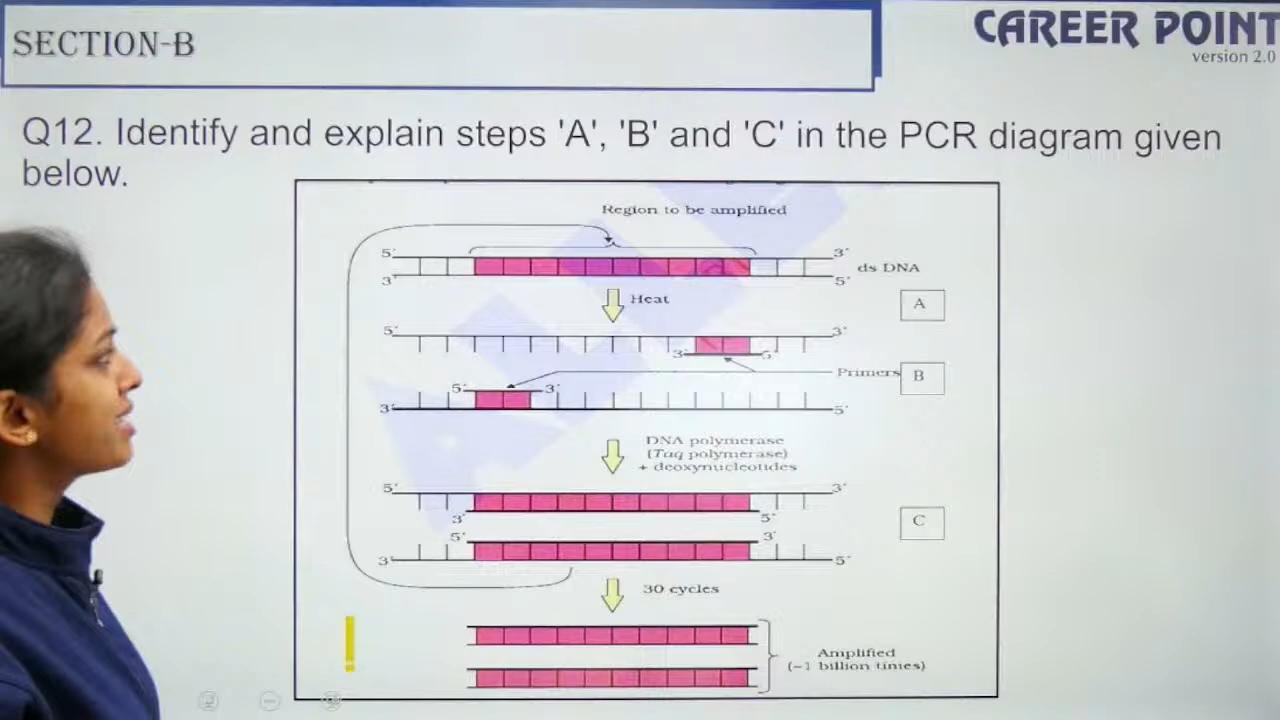 SECTION-B
CAREER POINT
version 2.0
Q12. Identify and explain steps 'A', 'B' and 'C' in the PCR diagram given
below.
Region to be amplified
5′ 3′
3′ 5′
ds DNA
Heat
A
5′ 3′
3′ 5′
Primers
B
5′ 3′
3′ 5′
DNA polymerase
(Taq polymerase)
+ deoxynucleotides
5′ 3′
3′ 5′
C
5′ 3′
3′ 5′
30 cycles
Amplified
(~1 billion times)